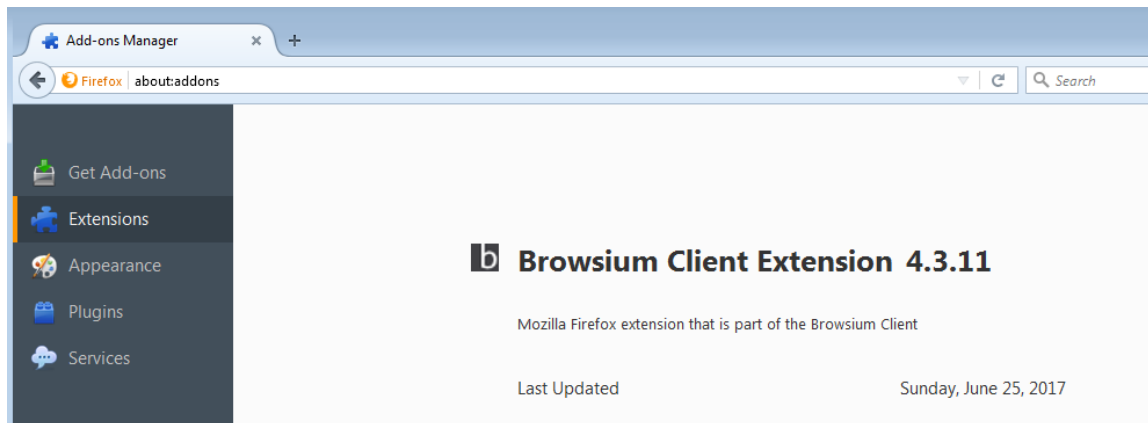 Add-ons Manager
Firefox about:addons
Search
Get Add-ons
Extensions
Appearance
Plugins
Services
b Browsium Client Extension 4.3.11
Mozilla Firefox extension that is part of the Browsium Client
Last Updated Sunday, June 25, 2017